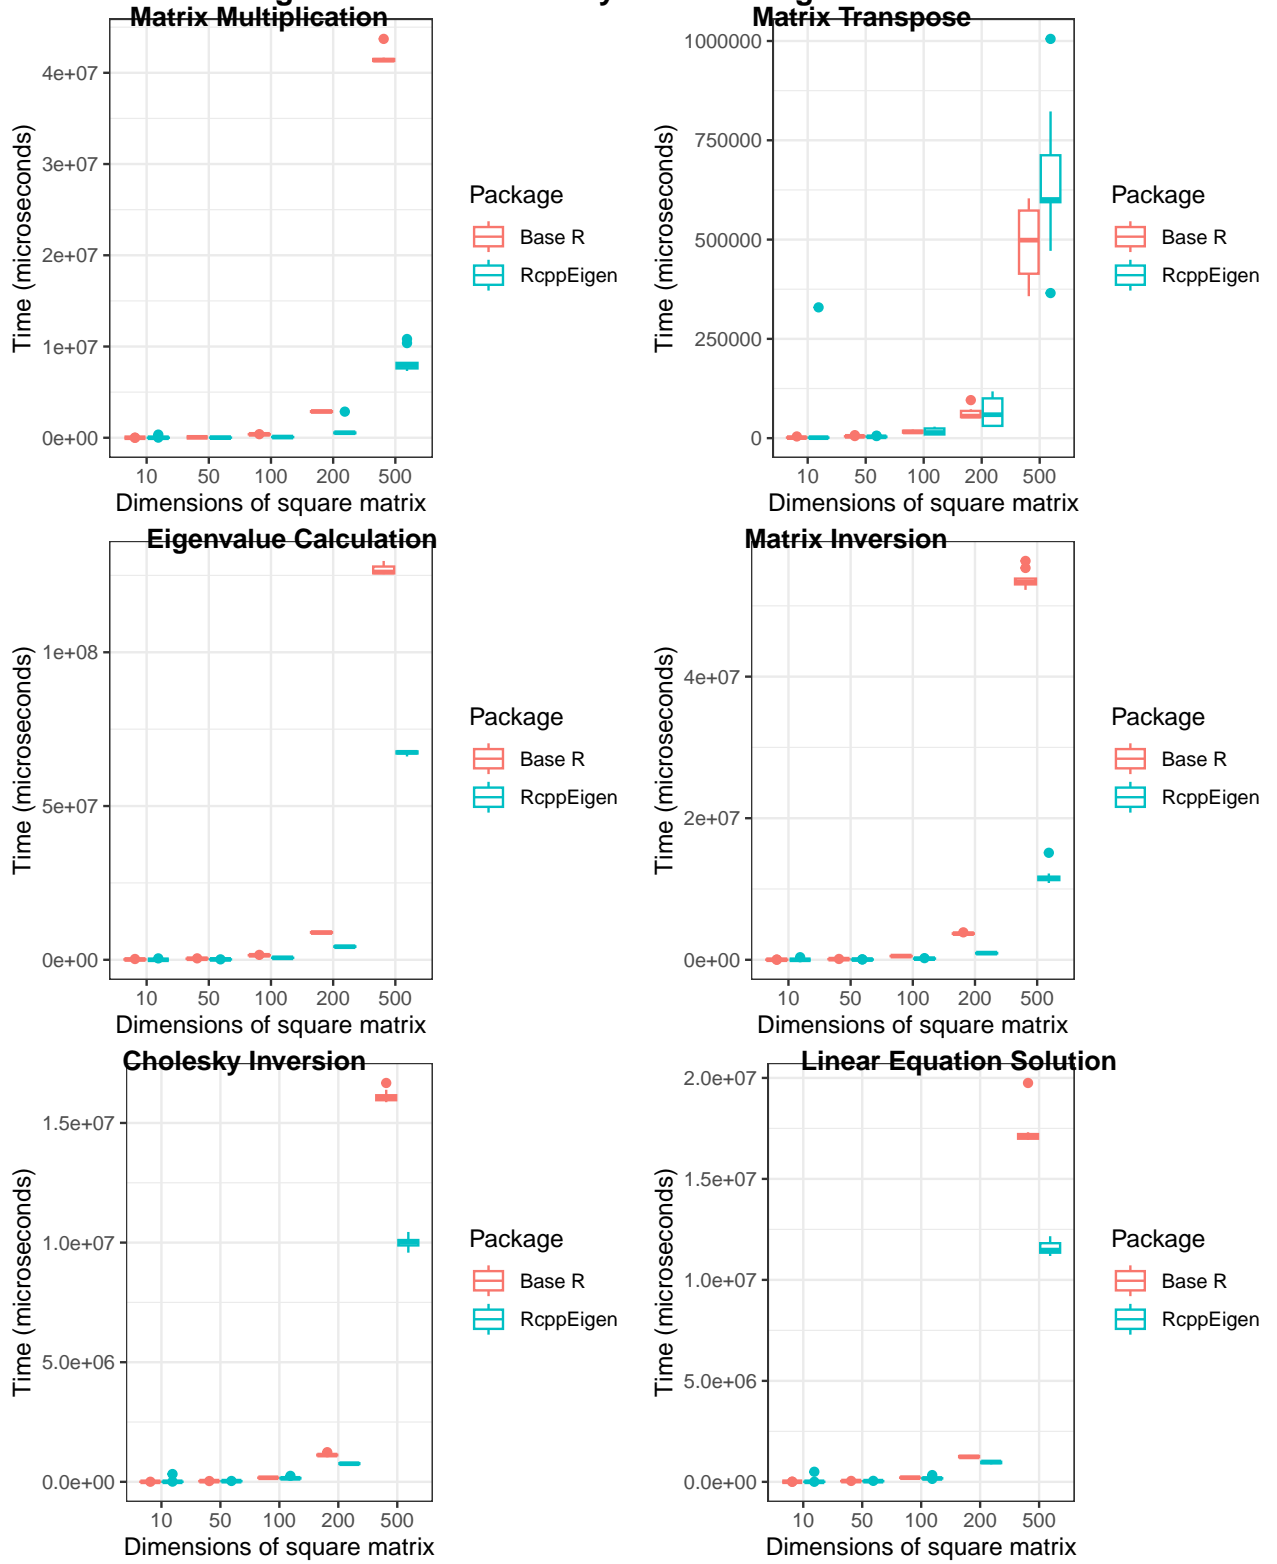 Matrix Multiplication
4e+07
3e+07
2e+07
1e+07
0e+00
Time (microseconds)
10 50 100 200 500
Dimensions of square matrix
Package
Base R
RcppEigen
Matrix Transpose
1000000
750000
500000
250000
0
Time (microseconds)
10 50 100 200 500
Dimensions of square matrix
Package
Base R
RcppEigen
Eigenvalue Calculation
1e+08
5e+07
0e+00
Time (microseconds)
10 50 100 200 500
Dimensions of square matrix
Package
Base R
RcppEigen
Matrix Inversion
4e+07
2e+07
0e+00
Time (microseconds)
10 50 100 200 500
Dimensions of square matrix
Package
Base R
RcppEigen
Cholesky Inversion
1.5e+07
1.0e+07
5.0e+06
0.0e+00
Time (microseconds)
10 50 100 200 500
Dimensions of square matrix
Package
Base R
RcppEigen
Linear Equation Solution
2.0e+07
1.5e+07
1.0e+07
5.0e+06
0.0e+00
Time (microseconds)
10 50 100 200 500
Dimensions of square matrix
Package
Base R
RcppEigen